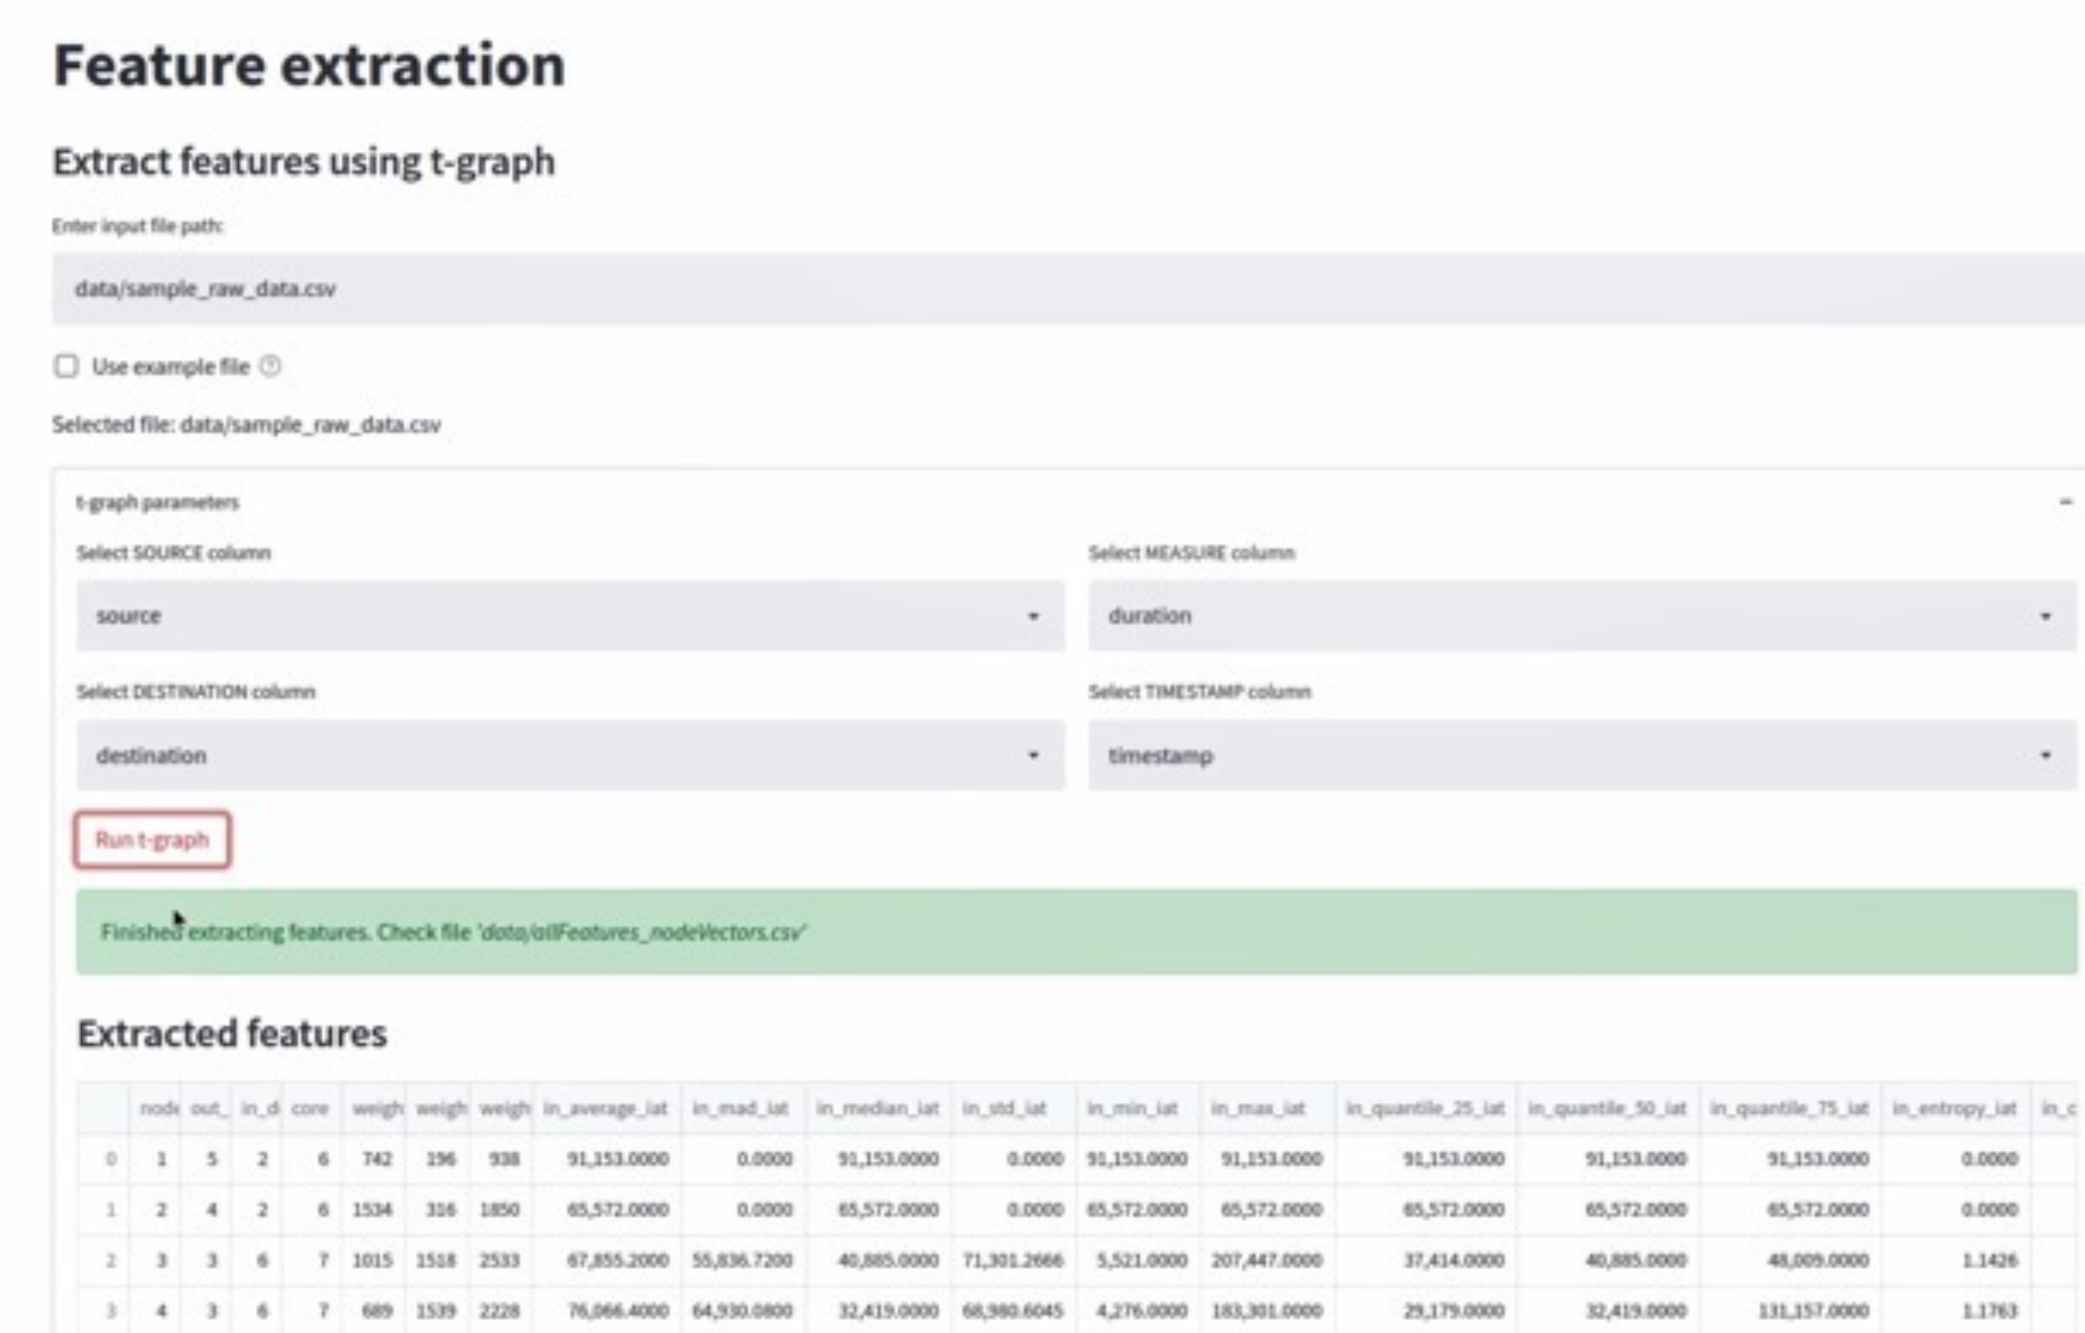 Feature extraction
Extract features using t-graph
Enter input file path:
data/sample_raw_data.csv
Use example file
Selected file: data/sample_raw_data.csv
t-graph parameters
Select SOURCE column Select MEASURE column
source duration
Select DESTINATION column Select TIMESTAMP column
destination timestamp
Run t-graph
Finished extracting features. Check file 'data/allFeatures_nodeVectors.csv'
Extracted features
node out_ in_d core weigh weigh weigh in_average_iat in_mad_iat in_median_iat in_std_iat in_min_iat in_max_iat in_quantile_25_iat in_quantile_50_iat in_quantile_75_iat in_entropy_iat in_c
0 1 5 2 6 742 196 938 91,153.0000 0.0000 91,153.0000 0.0000 91,153.0000 91,153.0000 91,153.0000 91,153.0000 91,153.0000 0.0000
1 2 4 2 6 1534 316 1850 65,572.0000 0.0000 65,572.0000 0.0000 65,572.0000 65,572.0000 65,572.0000 65,572.0000 65,572.0000 0.0000
2 3 3 6 7 1015 1518 2533 67,855.2000 55,836.7200 40,885.0000 71,301.2666 5,521.0000 207,447.0000 37,414.0000 40,885.0000 48,009.0000 1.1426
3 4 3 6 7 689 1539 2228 76,066.4000 64,930.0800 32,419.0000 68,980.6045 4,276.0000 183,301.0000 29,179.0000 32,419.0000 131,157.0000 1.1763